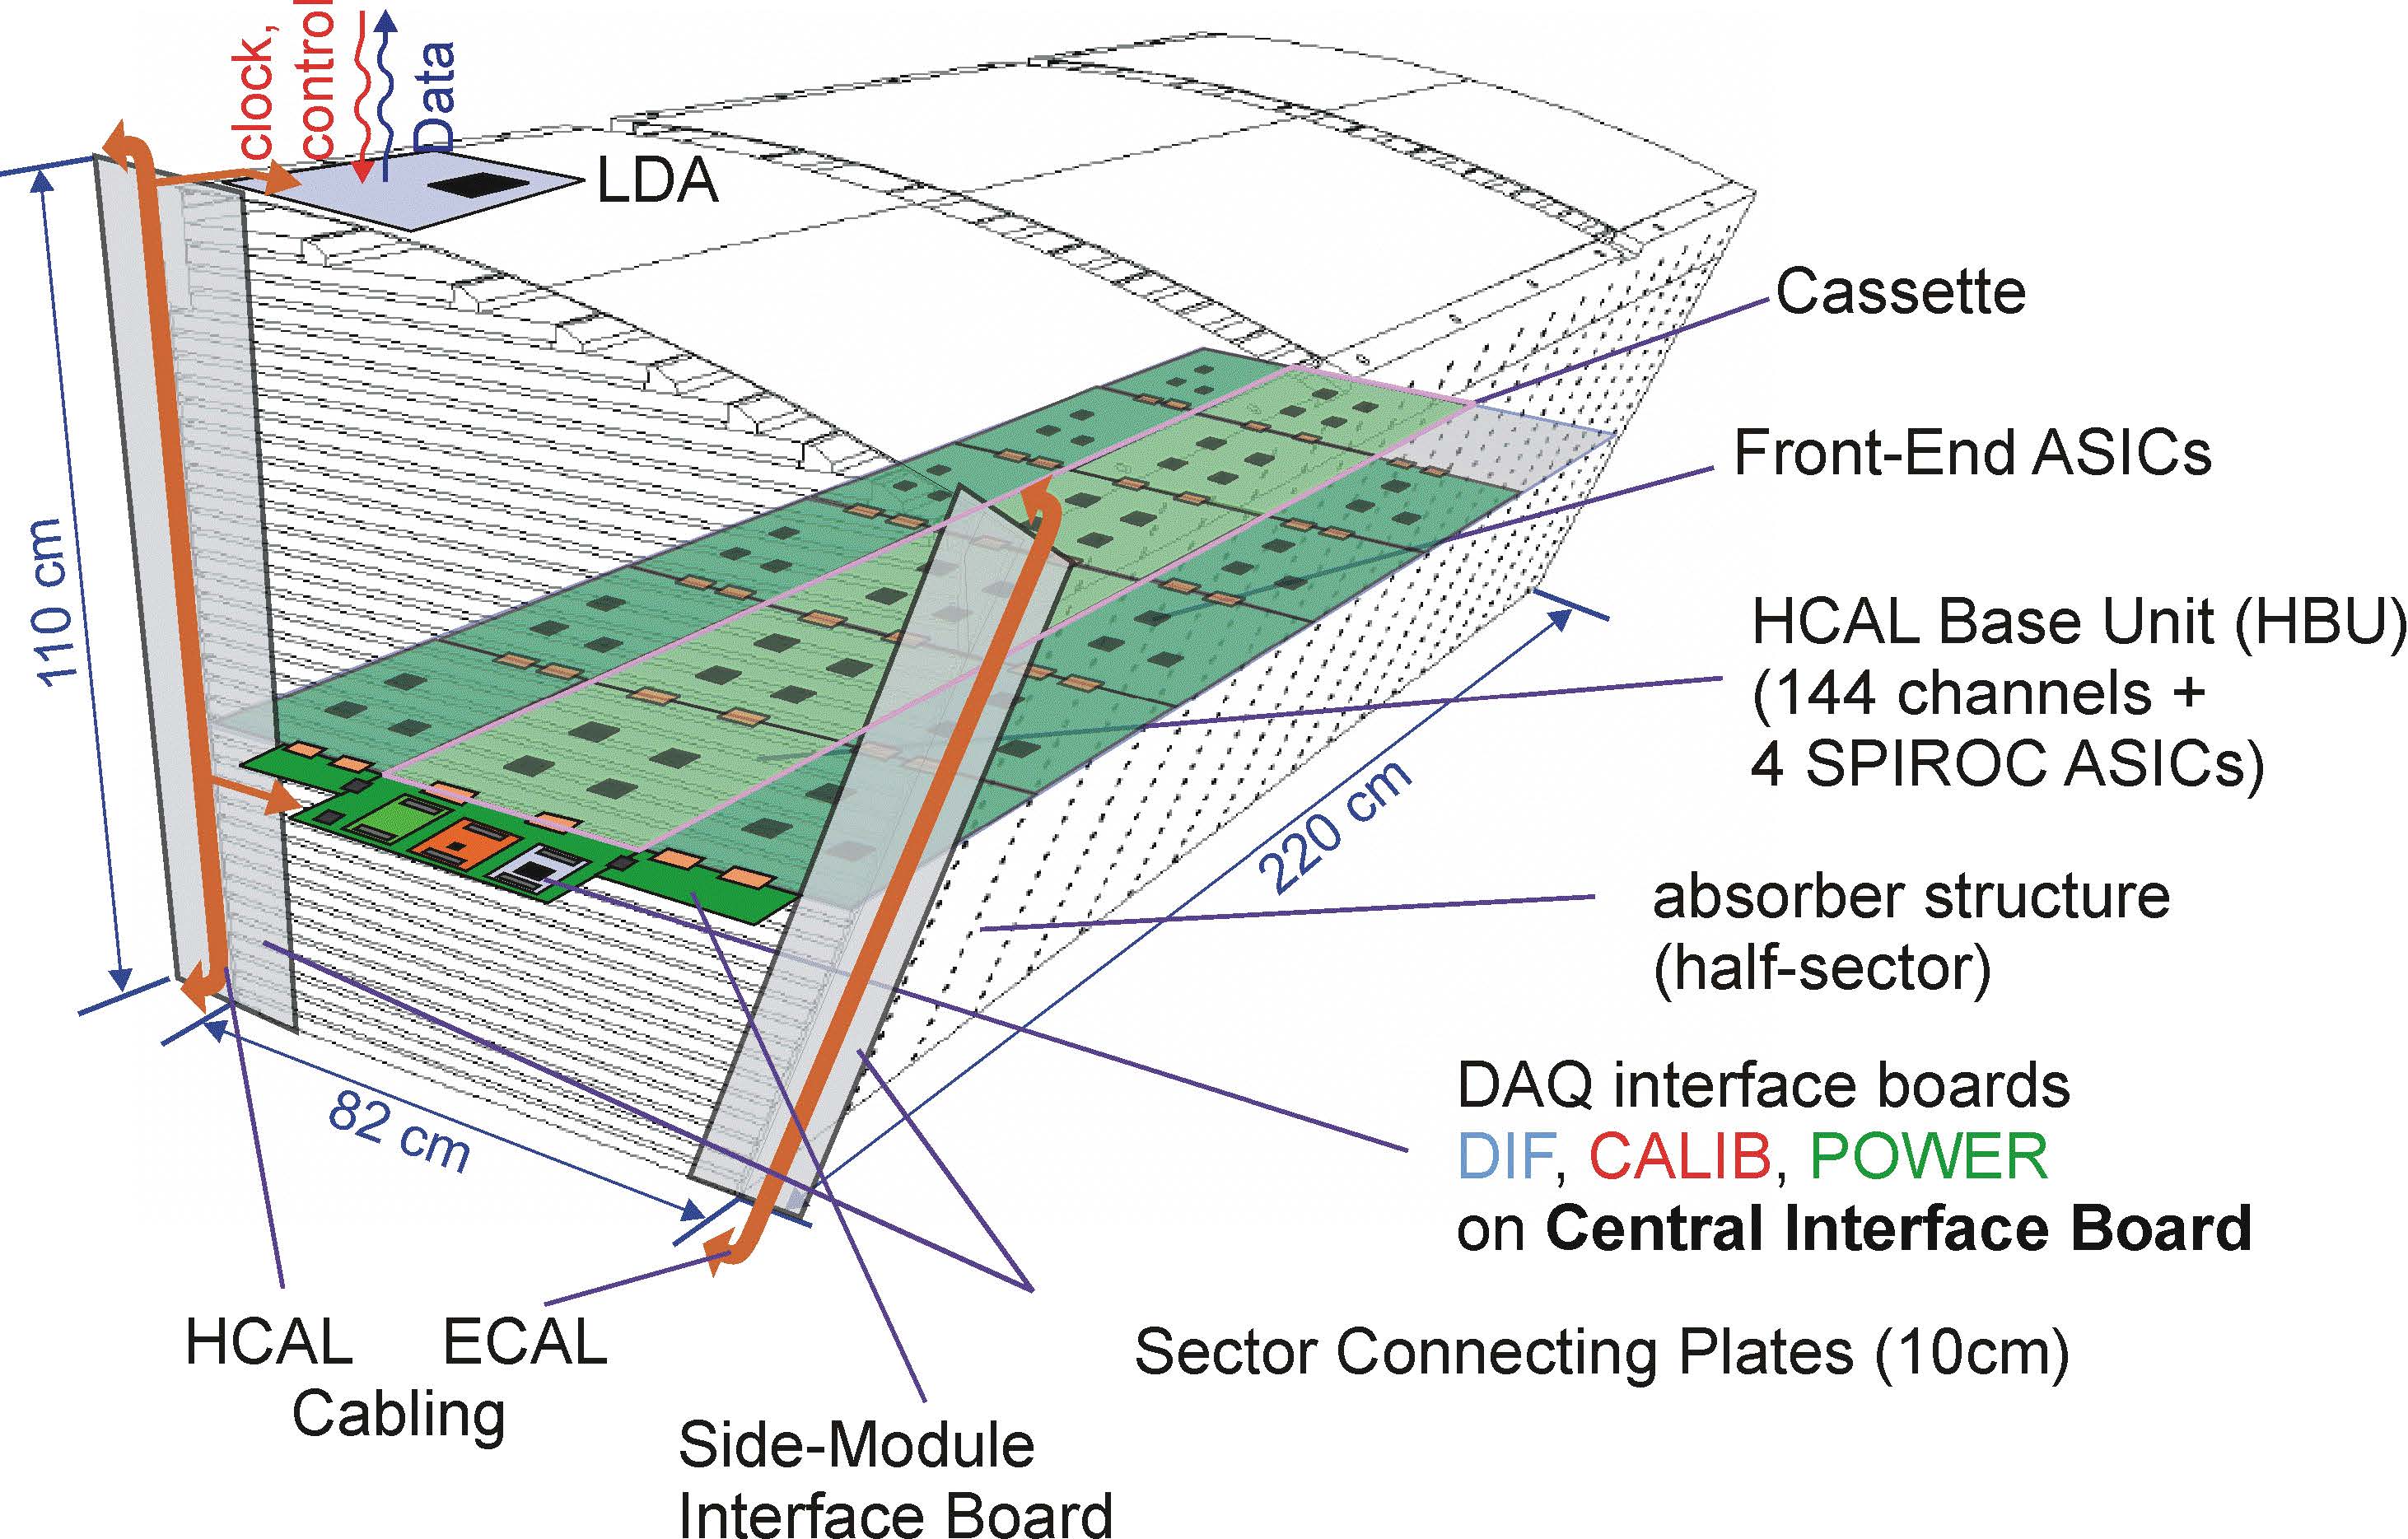 clock,
control
Data
LDA
110 cm
Cassette
Front-End ASICs
HCAL Base Unit (HBU)
(144 channels +
4 SPIROC ASICs)
220 cm
absorber structure
(half-sector)
82 cm
DAQ interface boards
DIF, CALIB, POWER
on Central Interface Board
HCAL ECAL
Cabling
Sector Connecting Plates (10cm)
Side-Module
Interface Board